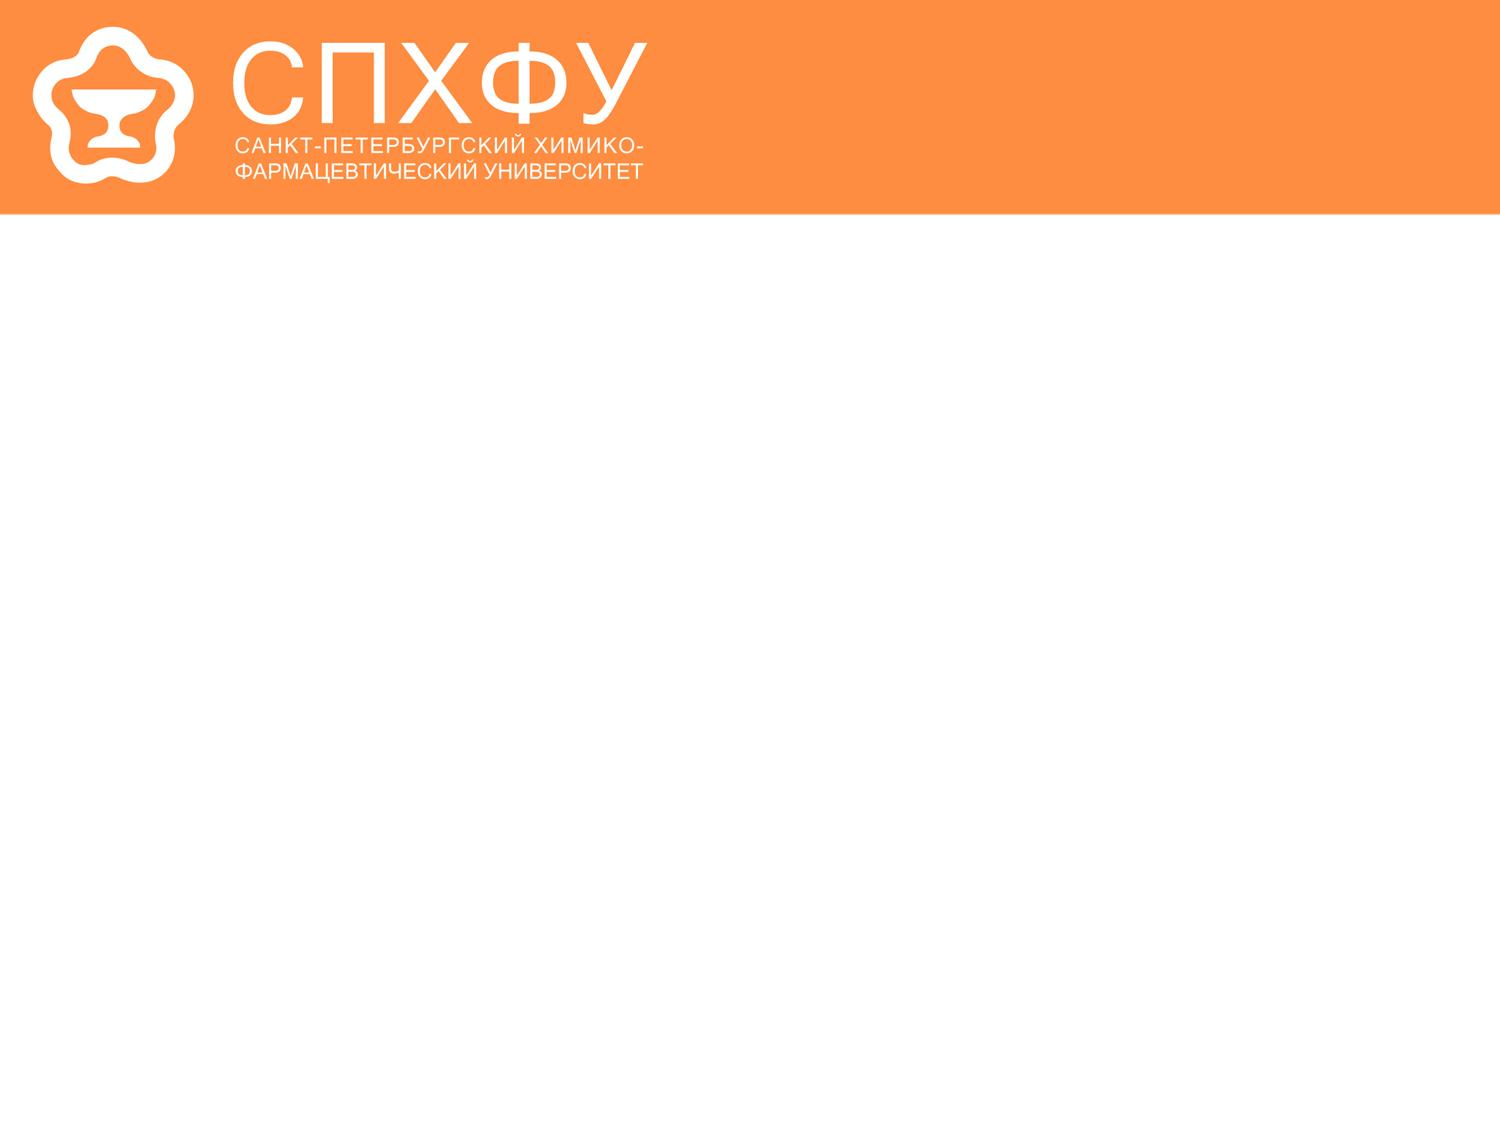 СПХФУ
САНКТ-ПЕТЕРБУРГСКИЙ ХИМИКО-
ФАРМАЦЕВТИЧЕСКИЙ УНИВЕРСИТЕТ